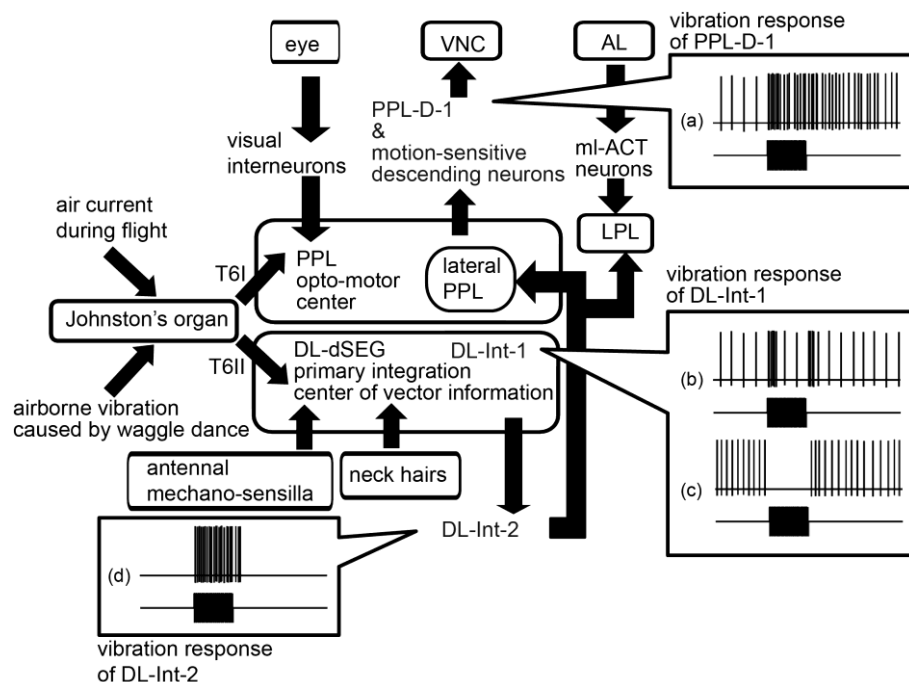 eye
VNC
AL
vibration response
of PPL-D-1
(a)
PPL-D-1
&
motion-sensitive
descending neurons
visual
interneurons
ml-ACT
neurons
air current
during flight
T6I
PPL
opto-motor
center
lateral
PPL
LPL
vibration response
of DL-Int-1
Johnston's organ
T6II
DL-dSEG
primary integration
center of vector information
DL-Int-1
(b)
airborne vibration
caused by waggle dance
antennal
mechano-sensilla
neck hairs
(c)
DL-Int-2
(d)
vibration response
of DL-Int-2